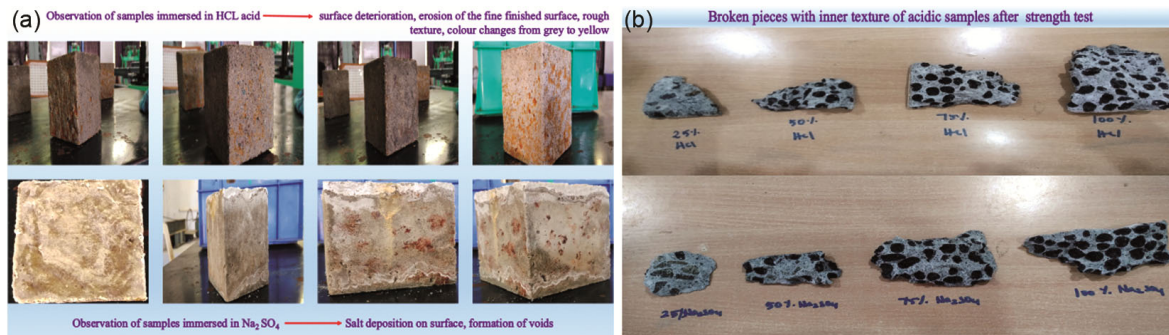 (a)
Observation of samples immersed in HCL acid
surface deterioration, erosion of the fine finished surface, rough
texture, colour changes from grey to yellow
Observation of samples immersed in Na₂SO₄
Salt deposition on surface, formation of voids
(b)
Broken pieces with inner texture of acidic samples after strength test
25%
HCl
50%
HCl
75%
HCl
100%
HCl
25%Na₂SO₄
50% Na₂SO₄
75% Na₂SO₄
100% Na₂SO₄